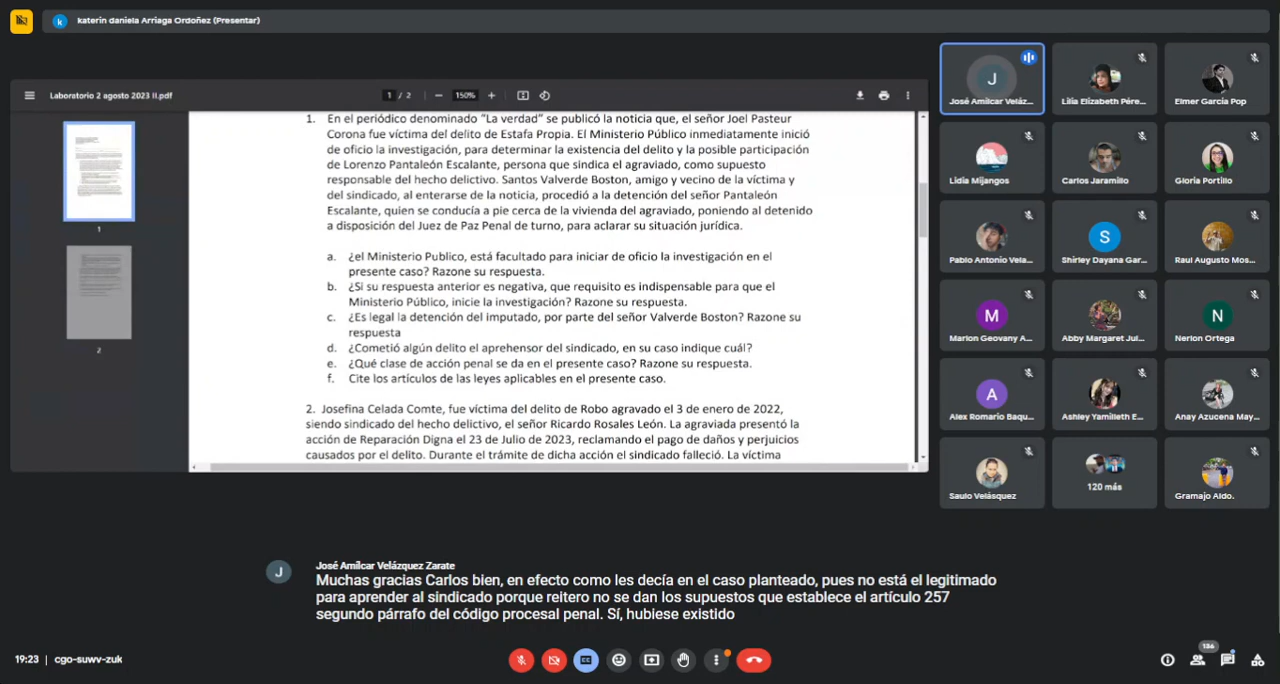 k katerin daniela Arriaga Ordoñez (Presentar)
Laboratorio 2 agosto 2023 II.pdf
1 / 2 | − 150% +
1
2
1. En el periódico denominado "La verdad" se publicó la noticia que, el señor Joel Pasteur
Corona fue víctima del delito de Estafa Propia. El Ministerio Público inmediatamente inició
de oficio la investigación, para determinar la existencia del delito y la posible participación
de Lorenzo Pantaleón Escalante, persona que sindica el agraviado, como supuesto
responsable del hecho delictivo. Santos Valverde Boston, amigo y vecino de la víctima y
del sindicado, al enterarse de la noticia, procedió a la detención del señor Pantaleón
Escalante, quien se conducía a pie cerca de la vivienda del agraviado, poniendo al detenido
a disposición del Juez de Paz Penal de turno, para aclarar su situación jurídica.
a. ¿el Ministerio Publico, está facultado para iniciar de oficio la investigación en el
presente caso? Razone su respuesta.
b. ¿Si su respuesta anterior es negativa, que requisito es indispensable para que el
Ministerio Público, inicie la investigación? Razone su respuesta.
c. ¿Es legal la detención del imputado, por parte del señor Valverde Boston? Razone su
respuesta
d. ¿Cometió algún delito el aprehensor del sindicado, en su caso indique cuál?
e. ¿Qué clase de acción penal se da en el presente caso? Razone su respuesta.
f. Cite los artículos de las leyes aplicables en el presente caso.
2. Josefina Celada Comte, fue víctima del delito de Robo agravado el 3 de enero de 2022,
siendo sindicado del hecho delictivo, el señor Ricardo Rosales León. La agraviada presentó la
acción de Reparación Digna el 23 de Julio de 2023, reclamando el pago de daños y perjuicios
causados por el delito. Durante el trámite de dicha acción el sindicado falleció. La víctima
J
José Amílcar Veláz...
Lilia Elizabeth Pére...
Elmer García Pop
Lidia Mijangos
Carlos Jaramillo
Gloria Portillo
Pablo Antonio Vela...
S
Shirley Dayana Gar...
Raul Augusto Mos...
M
Marlon Geovany A...
Abby Margaret Jul...
N
Nerlon Ortega
A
Alex Romario Baqu...
Ashley Yamilleth E...
Anay Azucena May...
Saulo Velásquez
120 más
Gramajo Aldo.
J
José Amílcar Velázquez Zarate
Muchas gracias Carlos bien, en efecto como les decía en el caso planteado, pues no está el legitimado
para aprender al sindicado porque reitero no se dan los supuestos que establece el artículo 257
segundo párrafo del código procesal penal. Sí, hubiese existido
19:23 | cgo-suwv-zuk
CC
136